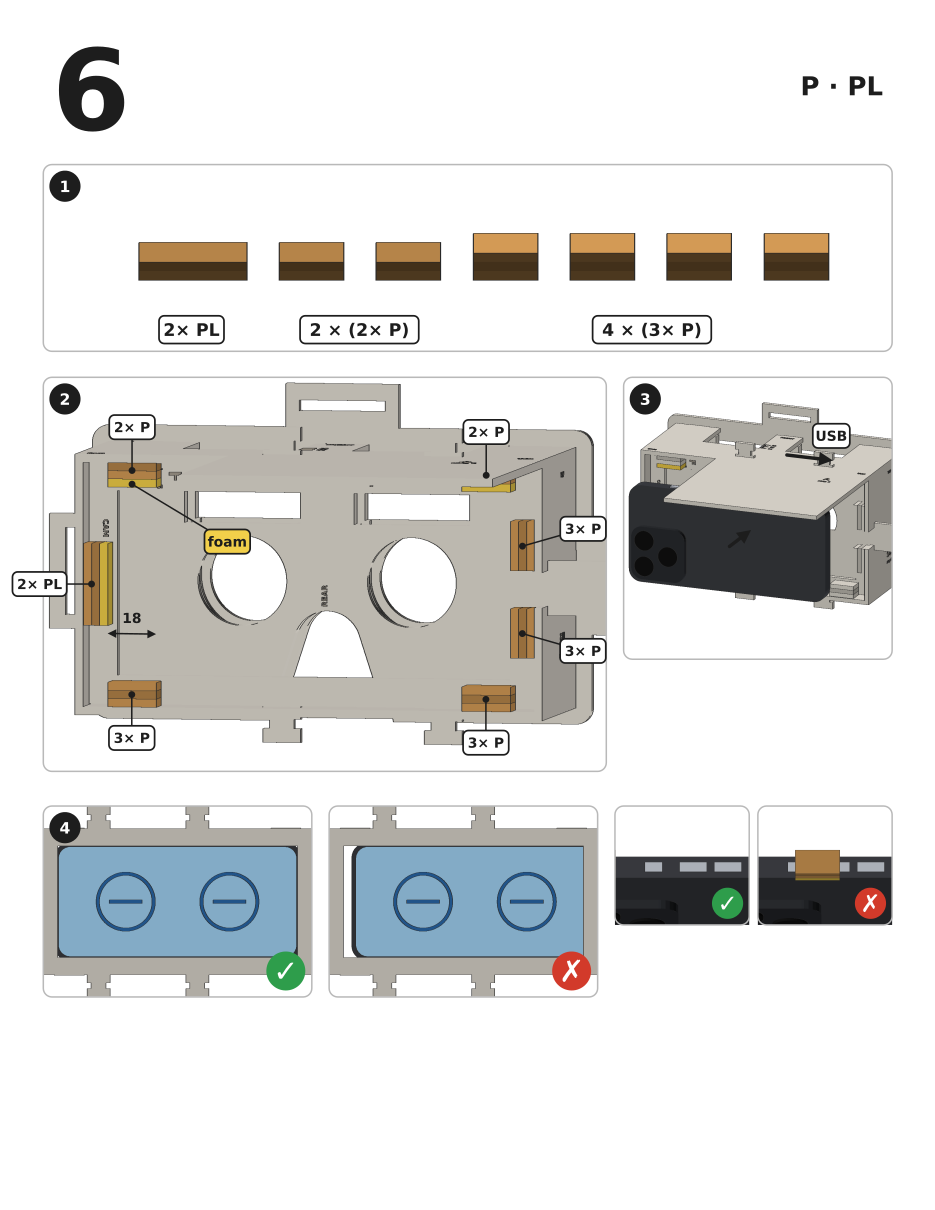 6
P · PL
1
2× PL
2 × (2× P)
4 × (3× P)
2
2× P
2× P
foam
CAM
3× P
2× PL
18
REAR
3× P
3× P
3× P
3
USB
4
✓
✗
✓
✗